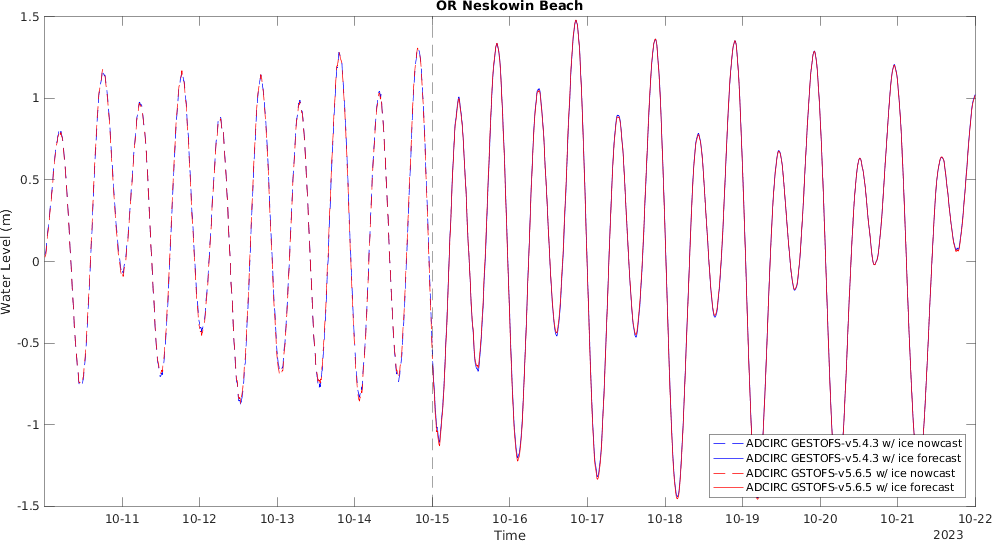 OR Neskowin Beach
Water Level (m)
1.5
1
0.5
0
-0.5
-1
-1.5
ADCIRC GESTOFS-v5.4.3 w/ ice nowcast
ADCIRC GESTOFS-v5.4.3 w/ ice forecast
ADCIRC GSTOFS-v5.6.5 w/ ice nowcast
ADCIRC GSTOFS-v5.6.5 w/ ice forecast
10-11 10-12 10-13 10-14 10-15 10-16 10-17 10-18 10-19 10-20 10-21 10-22
Time
2023